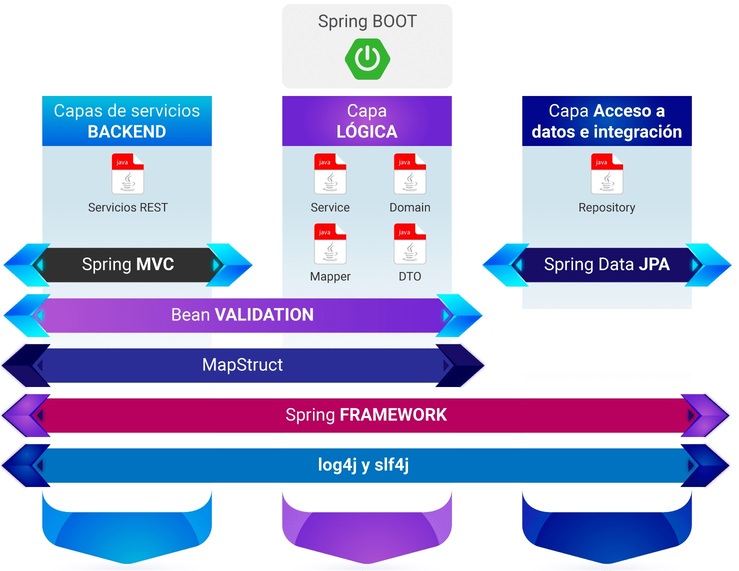 Spring BOOT
Capas de servicios
BACKEND
Capa
LÓGICA
Capa Acceso a
datos e integración
java
Servicios REST
java
Service
java
Domain
java
Mapper
java
DTO
java
Repository
Spring MVC
Spring Data JPA
Bean VALIDATION
MapStruct
Spring FRAMEWORK
log4j y slf4j